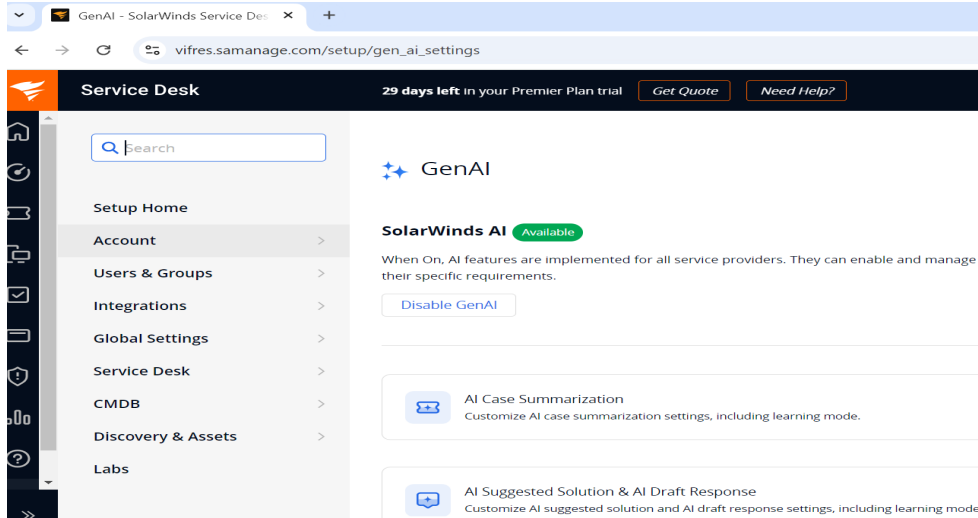 GenAI - SolarWinds Service Des
vifres.samanage.com/setup/gen_ai_settings
Service Desk
29 days left in your Premier Plan trial Get Quote Need Help?
Search
GenAI
Setup Home
SolarWinds AI Available
Account
When On, AI features are implemented for all service providers. They can enable and manage
Users & Groups
their specific requirements.
Integrations
Disable GenAI
Global Settings
Service Desk
CMDB
AI Case Summarization
Customize AI case summarization settings, including learning mode.
Discovery & Assets
Labs
AI Suggested Solution & AI Draft Response
Customize AI suggested solution and AI draft response settings, including learning mode